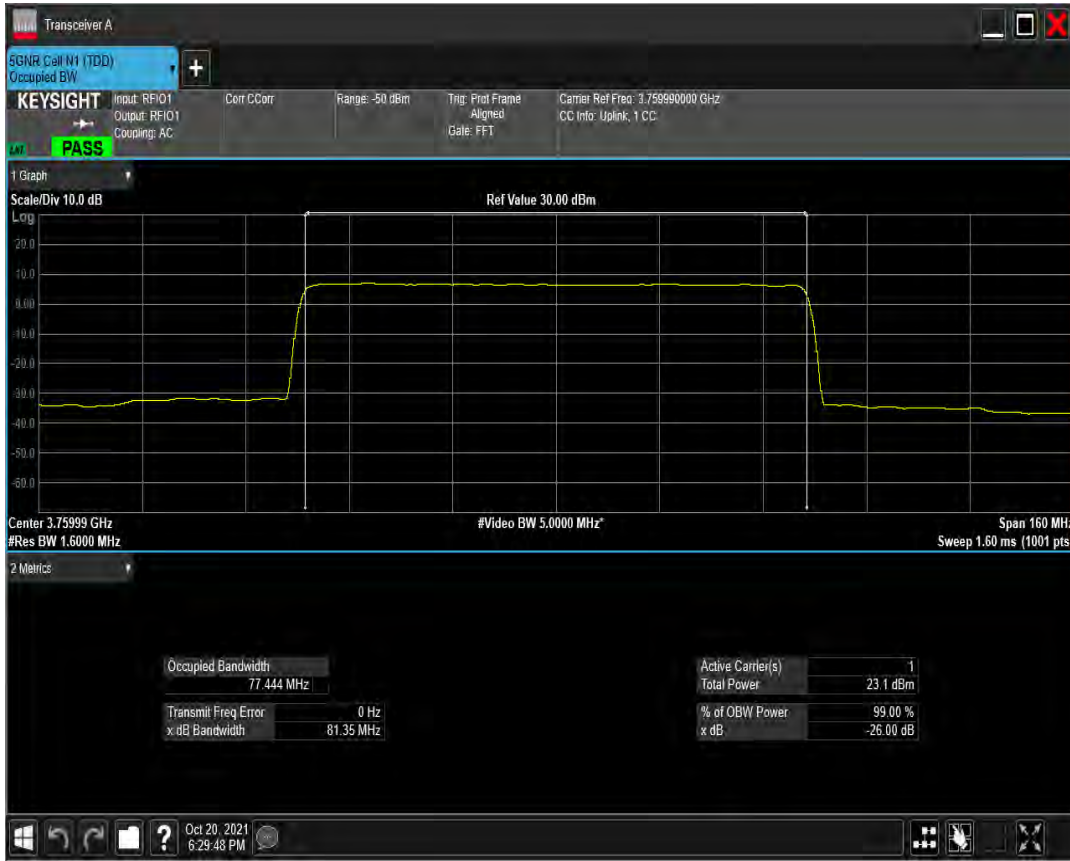 Transceiver A
5GNR Cell N1 (TDD)
Occupied BW
+
KEYSIGHT
Input: RFIO1
Output: RFIO1
Coupling: AC
Corr CCorr
Range: -50 dBm
Trig: Prot Frame
Aligned
Gate: FFT
Carrier Ref Freq: 3.759990000 GHz
CC Info: Uplink, 1 CC
PASS
1 Graph
Scale/Div 10.0 dB
Ref Value 30.00 dBm
Log
20.0
10.0
0.00
-10.0
-20.0
-30.0
-40.0
-50.0
-60.0
Center 3.75999 GHz
#Video BW 5.0000 MHz*
Span 160 MHz
#Res BW 1.6000 MHz
Sweep 1.60 ms (1001 pts
2 Metrics
Occupied Bandwidth
77.444 MHz
Transmit Freq Error 0 Hz
x dB Bandwidth 81.35 MHz
Active Carrier(s) 1
Total Power 23.1 dBm
% of OBW Power 99.00 %
x dB -26.00 dB
?
Oct 20, 2021
6:29:48 PM